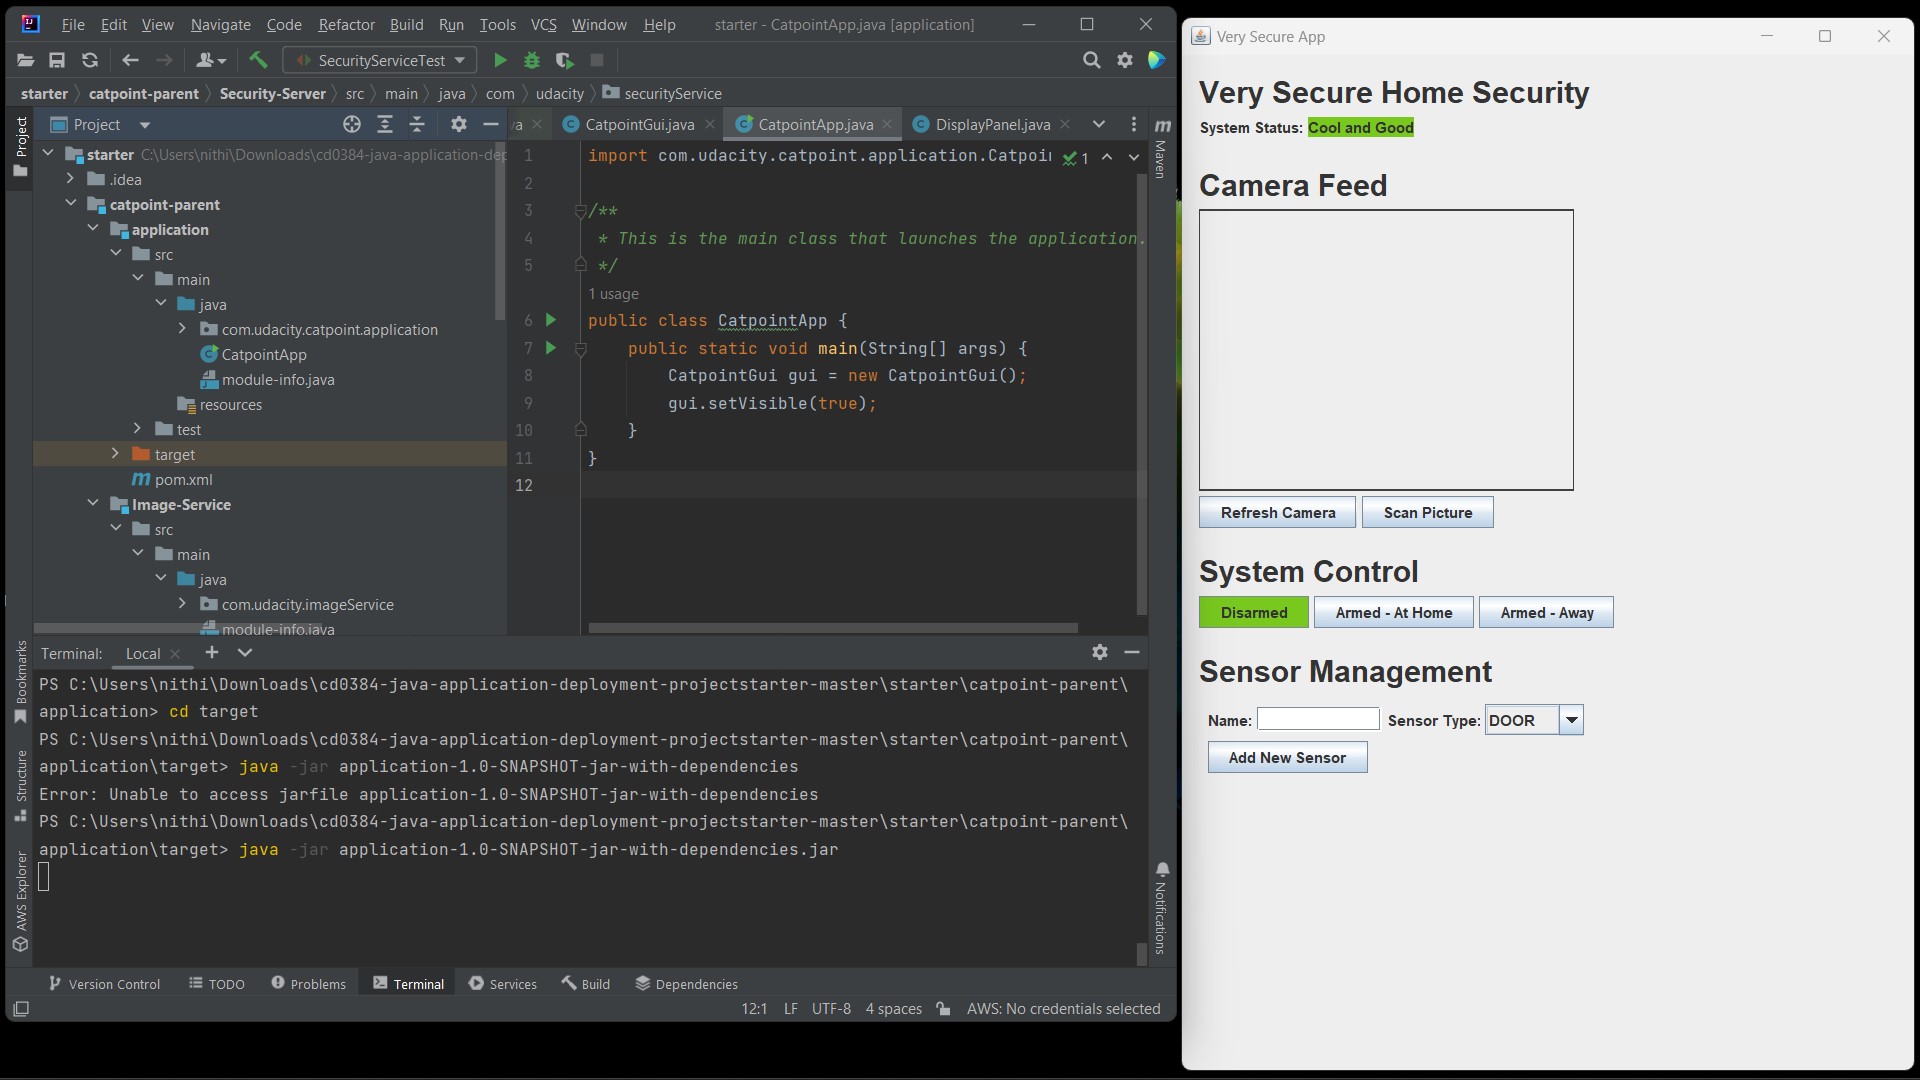 File Edit View Navigate Code Refactor Build Run Tools VCS Window Help starter - CatpointApp.java [application]
SecurityServiceTest
starter catpoint-parent Security-Server src main java com udacity securityService
Project
Project
CatpointGui.java CatpointApp.java DisplayPanel.java
Maven
starter C:\Users\nithi\Downloads\cd0384-java-application-dep
.idea
catpoint-parent
application
src
main
java
com.udacity.catpoint.application
CatpointApp
module-info.java
resources
test
target
pom.xml
Image-Service
src
main
java
com.udacity.imageService
module-info.java
1 import com.udacity.catpoint.application.Catpoin 1
2
3 /**
4 * This is the main class that launches the application.
5 */
1 usage
6 public class CatpointApp {
7 public static void main(String[] args) {
8 CatpointGui gui = new CatpointGui();
9 gui.setVisible(true);
10 }
11 }
12
Terminal: Local
PS C:\Users\nithi\Downloads\cd0384-java-application-deployment-projectstarter-master\starter\catpoint-parent\
application> cd target
PS C:\Users\nithi\Downloads\cd0384-java-application-deployment-projectstarter-master\starter\catpoint-parent\
application\target> java -jar application-1.0-SNAPSHOT-jar-with-dependencies
Error: Unable to access jarfile application-1.0-SNAPSHOT-jar-with-dependencies
PS C:\Users\nithi\Downloads\cd0384-java-application-deployment-projectstarter-master\starter\catpoint-parent\
application\target> java -jar application-1.0-SNAPSHOT-jar-with-dependencies.jar
Bookmarks
Structure
AWS Explorer
Notifications
Version Control TODO Problems Terminal Services Build Dependencies
12:1 LF UTF-8 4 spaces AWS: No credentials selected
Very Secure App
Very Secure Home Security
System Status: Cool and Good
Camera Feed
Refresh Camera Scan Picture
System Control
Disarmed Armed - At Home Armed - Away
Sensor Management
Name: Sensor Type: DOOR
Add New Sensor